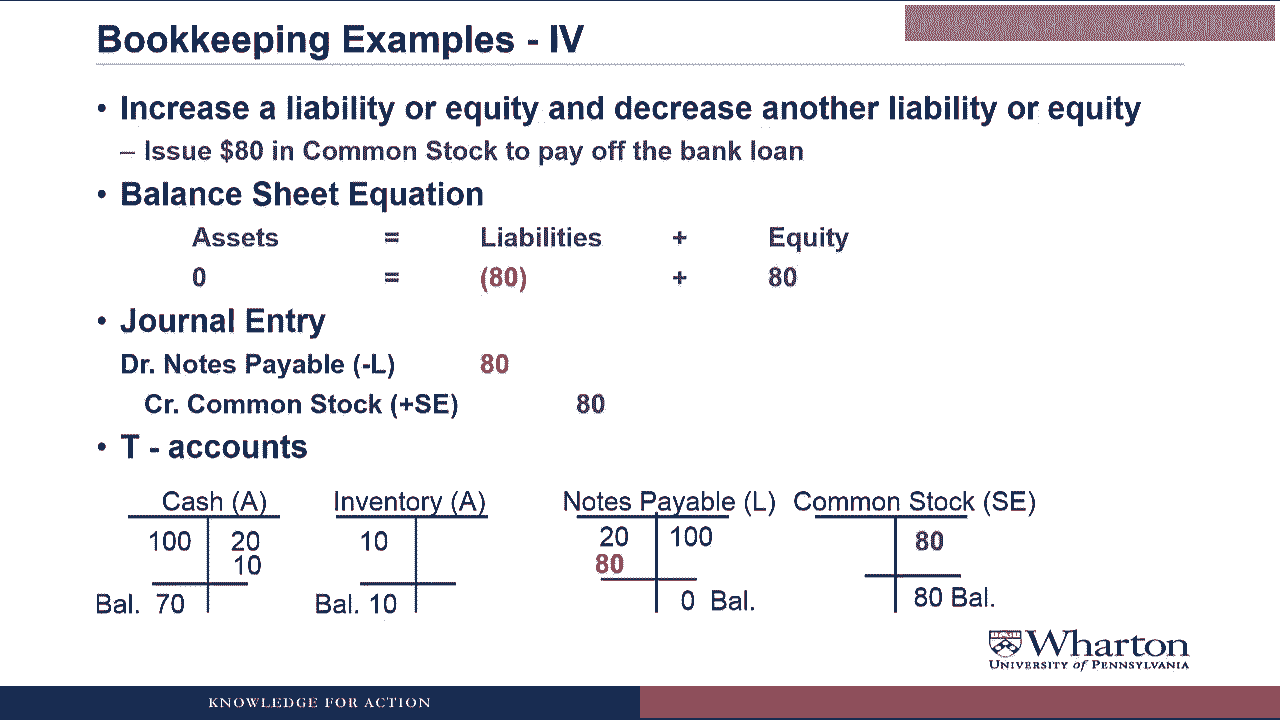 Bookkeeping Examples - IV
• Increase a liability or equity and decrease another liability or equity
– Issue $80 in Common Stock to pay off the bank loan
• Balance Sheet Equation
Assets = Liabilities + Equity
0 = (80) + 80
• Journal Entry
Dr. Notes Payable (-L) 80
Cr. Common Stock (+SE) 80
• T - accounts
Cash (A) Inventory (A) Notes Payable (L) Common Stock (SE)
100 20 10 20 100 80
10 80
Bal. 70 Bal. 10 0 Bal. 80 Bal.
Wharton
UNIVERSITY of PENNSYLVANIA
KNOWLEDGE FOR ACTION